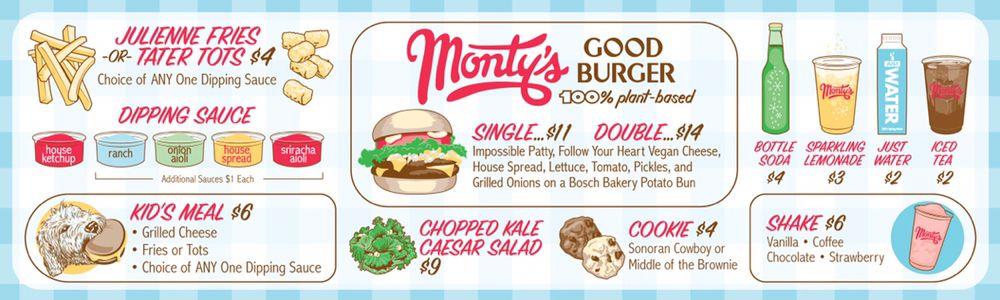 JULIENNE FRIES
-OR- TATER TOTS $4
Choice of ANY One Dipping Sauce
DIPPING SAUCE
house ketchup
ranch
onion aioli
house spread
sriracha aioli
Additional Sauces $1 Each
KID'S MEAL $6
• Grilled Cheese
• Fries or Tots
• Choice of ANY One Dipping Sauce
Monty's
GOOD
BURGER
100% plant-based
SINGLE...$11 DOUBLE...$14
Impossible Patty, Follow Your Heart Vegan Cheese,
House Spread, Lettuce, Tomato, Pickles, and
Grilled Onions on a Bosch Bakery Potato Bun
CHOPPED KALE
CAESAR SALAD
$9
COOKIE $4
Sonoran Cowboy or
Middle of the Brownie
Monty's
JUST
WATER
Monty's
BOTTLE
SODA
$4
SPARKLING
LEMONADE
$3
JUST
WATER
$2
ICED
TEA
$2
SHAKE $6
Vanilla • Coffee
Chocolate • Strawberry
Monty's